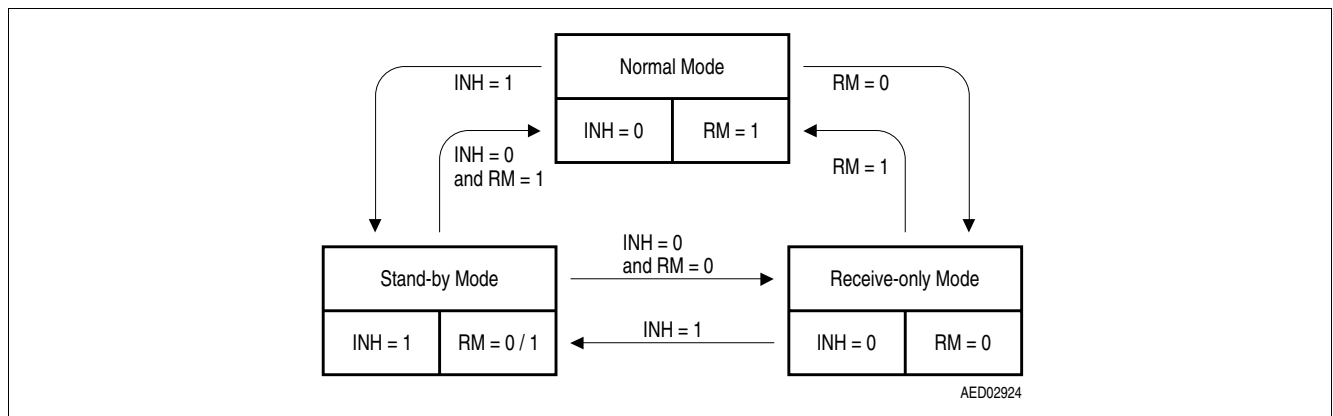 Normal Mode
INH = 1
RM = 0
INH = 0
RM = 1
INH = 0
and RM = 1
RM = 1
INH = 0
and RM = 0
Stand-by Mode
Receive-only Mode
INH = 1
INH = 1
RM = 0 / 1
INH = 0
RM = 0
AED02924